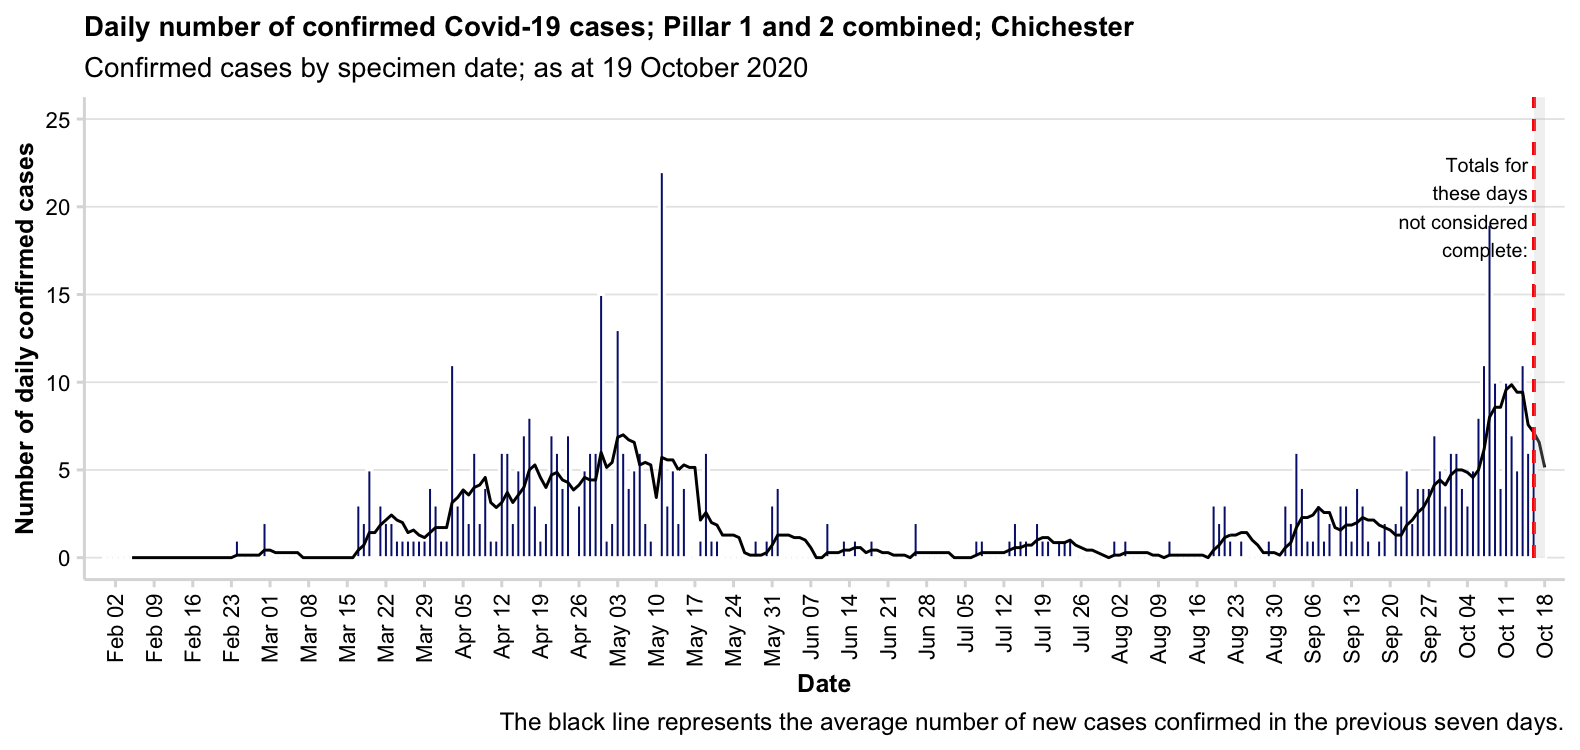 Daily number of confirmed Covid-19 cases; Pillar 1 and 2 combined; Chichester
Confirmed cases by specimen date; as at 19 October 2020
Number of daily confirmed cases
25
20
15
10
5
0
Totals for
these days
not considered
complete:
Feb 02
Feb 09
Feb 16
Feb 23
Mar 01
Mar 08
Mar 15
Mar 22
Mar 29
Apr 05
Apr 12
Apr 19
Apr 26
May 03
May 10
May 17
May 24
May 31
Jun 07
Jun 14
Jun 21
Jun 28
Jul 05
Jul 12
Jul 19
Jul 26
Aug 02
Aug 09
Aug 16
Aug 23
Aug 30
Sep 06
Sep 13
Sep 20
Sep 27
Oct 04
Oct 11
Oct 18
Date
The black line represents the average number of new cases confirmed in the previous seven days.